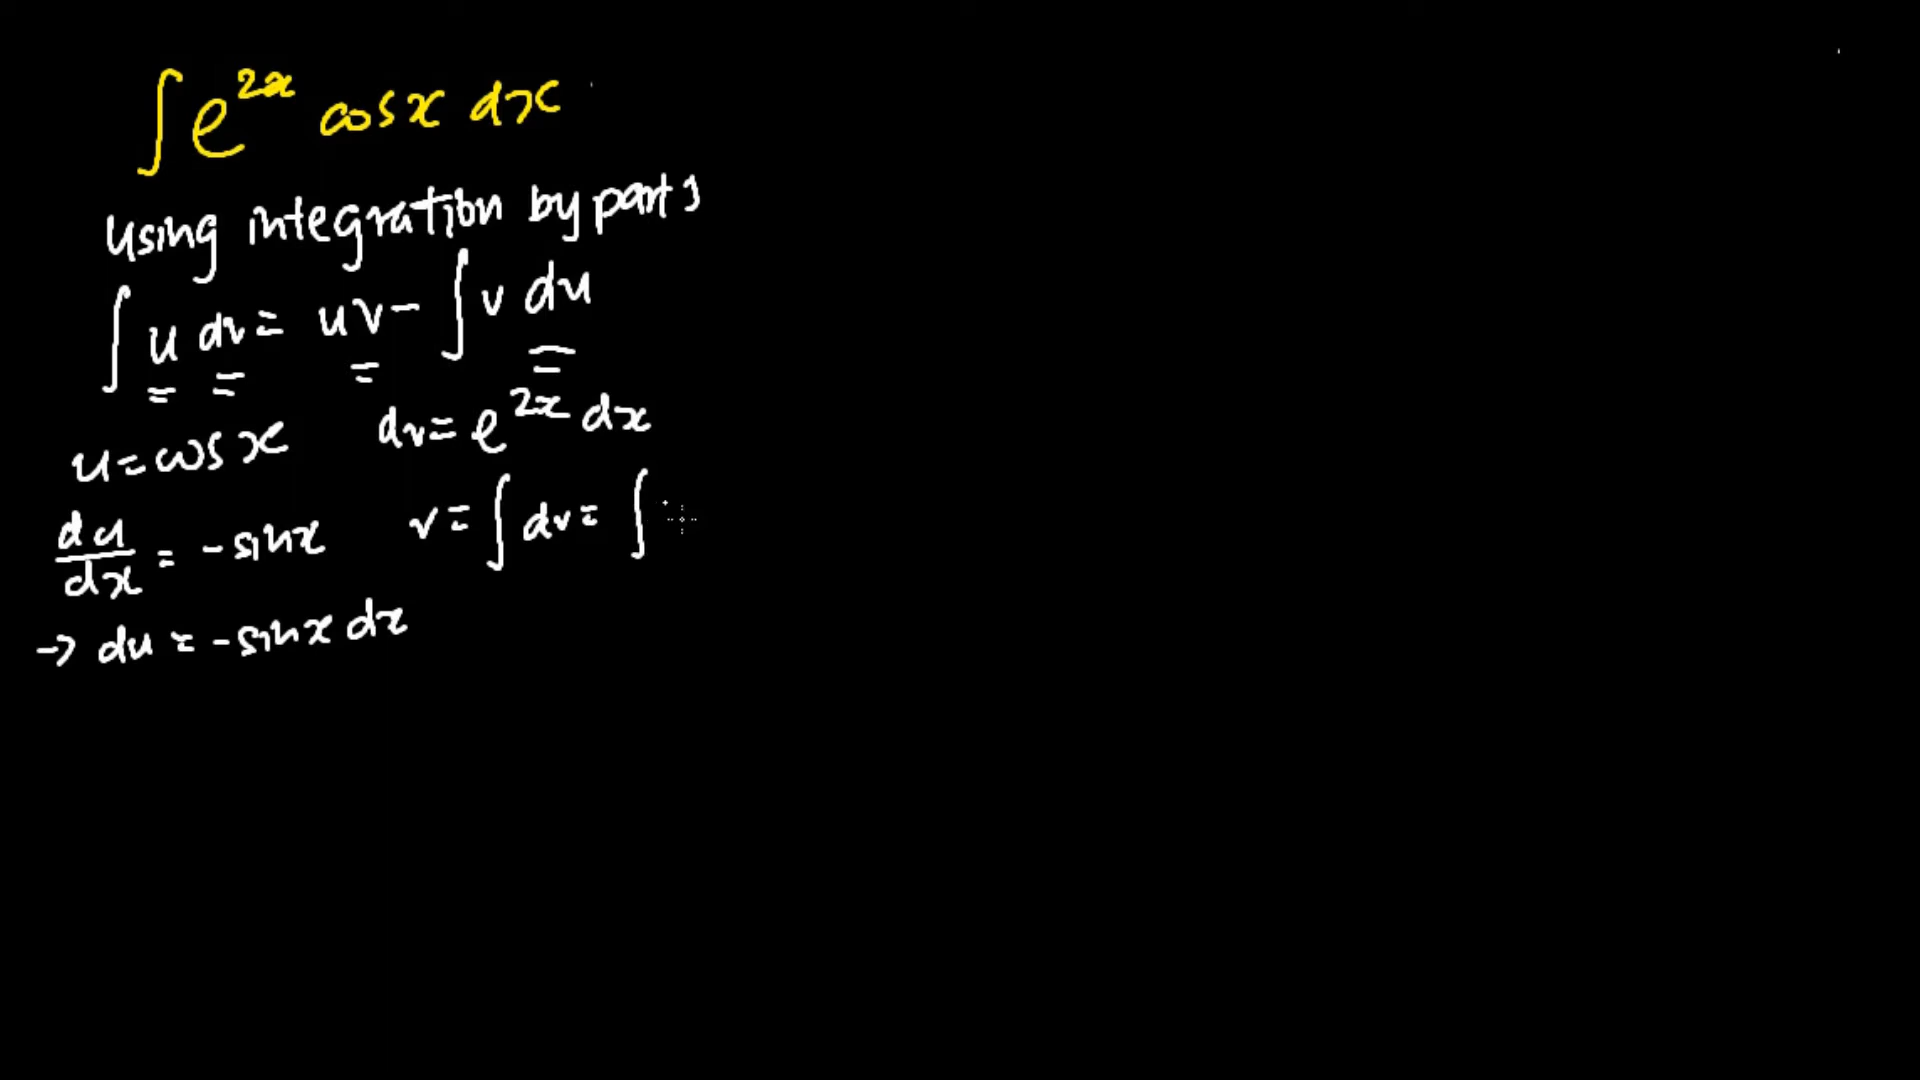 ∫ e^{2x} cos x dx
Using integration by parts
∫ u dv = uv - ∫ v du
u = cos x    dv = e^{2x} dx
du/dx = -sin x    v = ∫ dv = ∫
→ du = -sin x dx